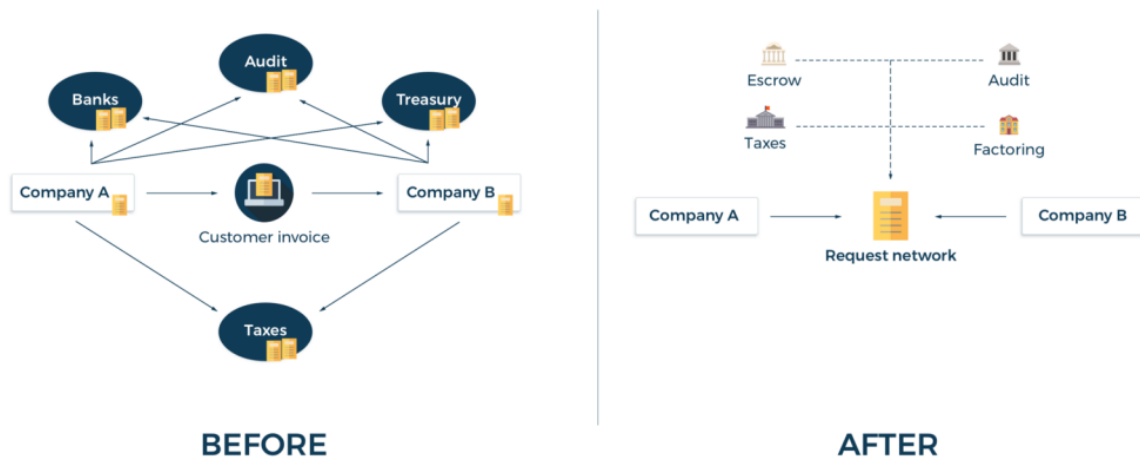 Audit
Banks
Treasury
Company A
Company B
Customer invoice
Taxes
BEFORE
Escrow
Audit
Taxes
Factoring
Company A
Company B
Request network
AFTER